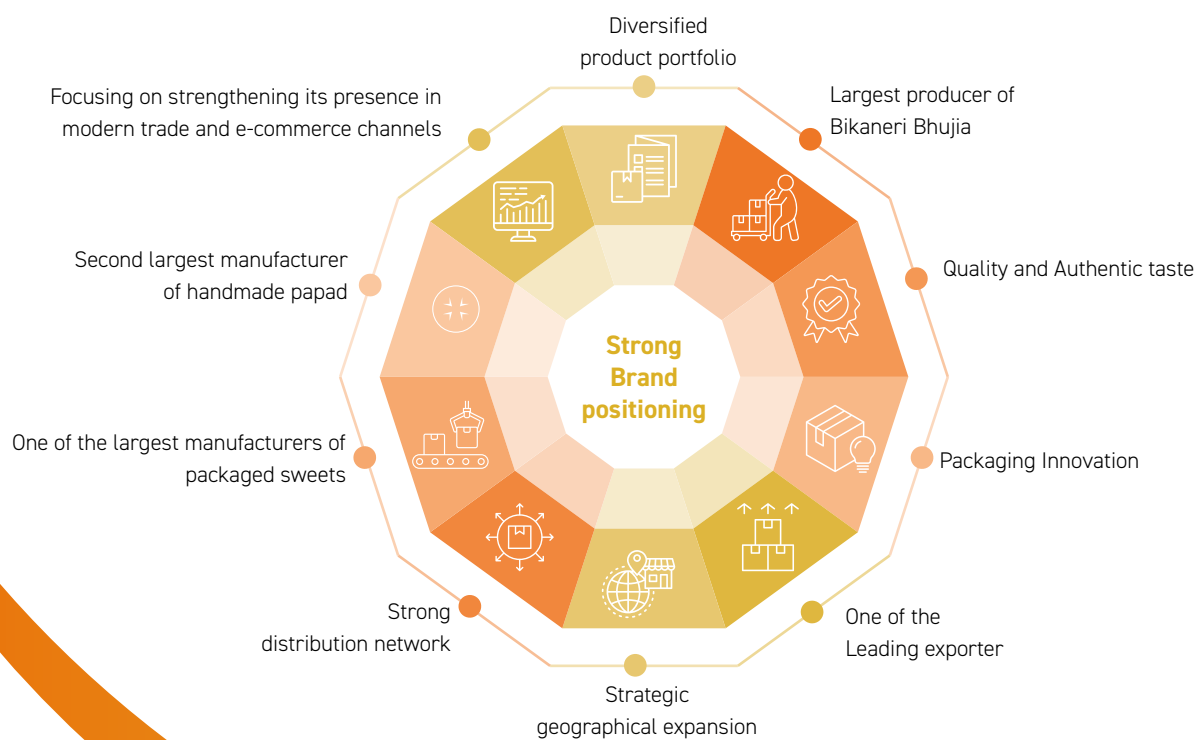 Diversified
product portfolio
Largest producer of
Bikaneri Bhujia
Quality and Authentic taste
Packaging Innovation
One of the
Leading exporter
Strategic
geographical expansion
Strong
distribution network
One of the largest manufacturers of
packaged sweets
Second largest manufacturer
of handmade papad
Focusing on strengthening its presence in
modern trade and e-commerce channels
Strong
Brand
positioning